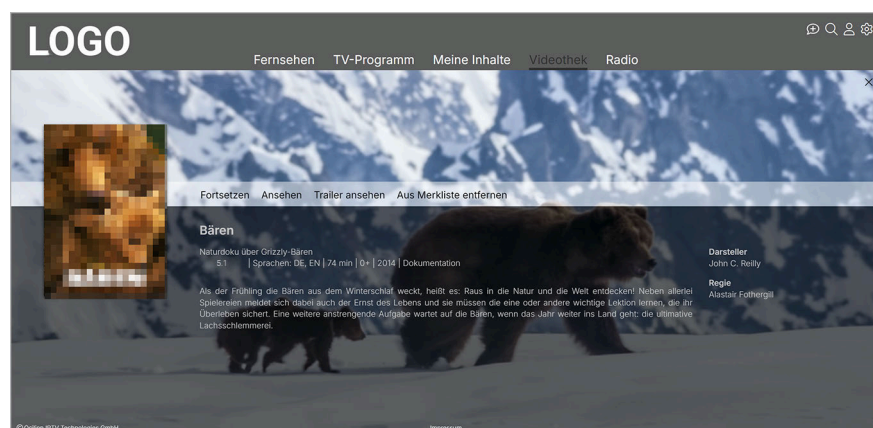 LOGO
Fernsehen TV-Programm Meine Inhalte Videothek Radio
Fortsetzen Ansehen Trailer ansehen Aus Merkliste entfernen
Bären
Naturdoku über Grizzly-Bären
5.1 | Sprachen: DE, EN | 74 min | 0+ | 2014 | Dokumentation
Als der Frühling die Bären aus dem Winterschlaf weckt, heißt es: Raus in die Natur und die Welt entdecken! Neben allerlei
Spielereien meldet sich dabei auch der Ernst des Lebens und sie müssen die eine oder andere wichtige Lektion lernen, die ihr
Überleben sichert. Eine weitere anstrengende Aufgabe wartet auf die Bären, wenn das Jahr weiter ins Land geht: die ultimative
Lachsschlemmerei.
Darsteller
John C. Reilly
Regie
Alastair Fothergill
IPTV Technologies GmbH
Impressum